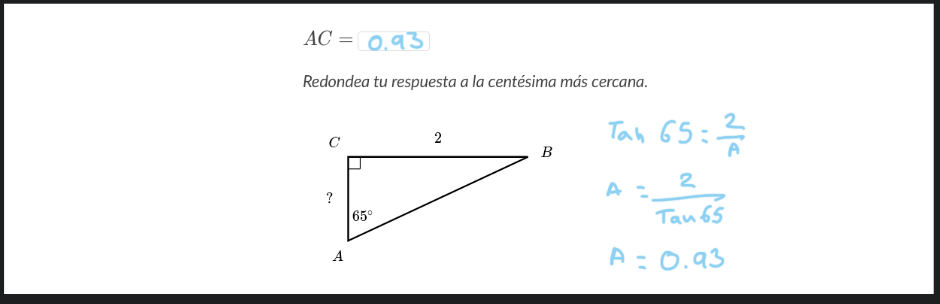 AC = 0.93
Redondea tu respuesta a la centésima más cercana.
C
2
B
?
65°
A
Tan 65 = 2/A
A = 2/Tan 65
A = 0.93